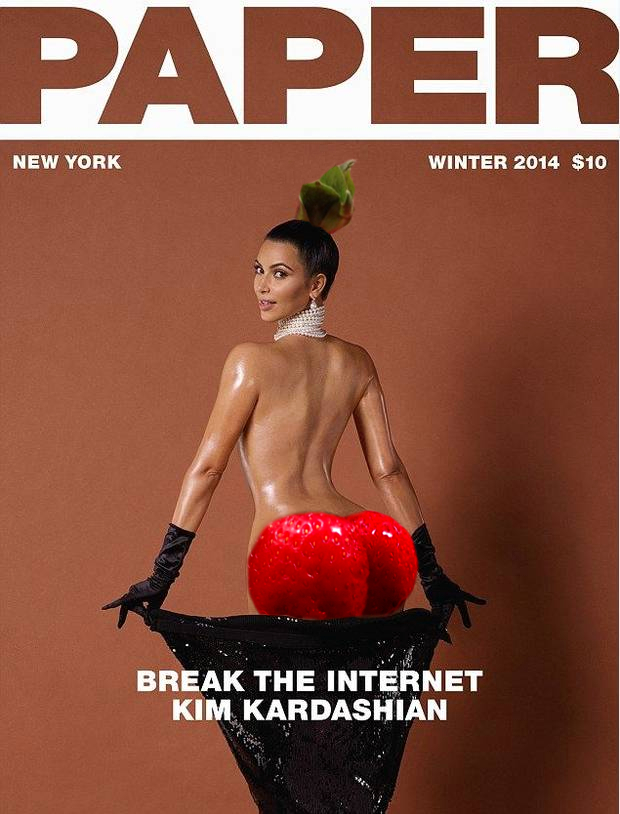 PAPER
NEW YORK
WINTER 2014 $10
BREAK THE INTERNET
KIM KARDASHIAN